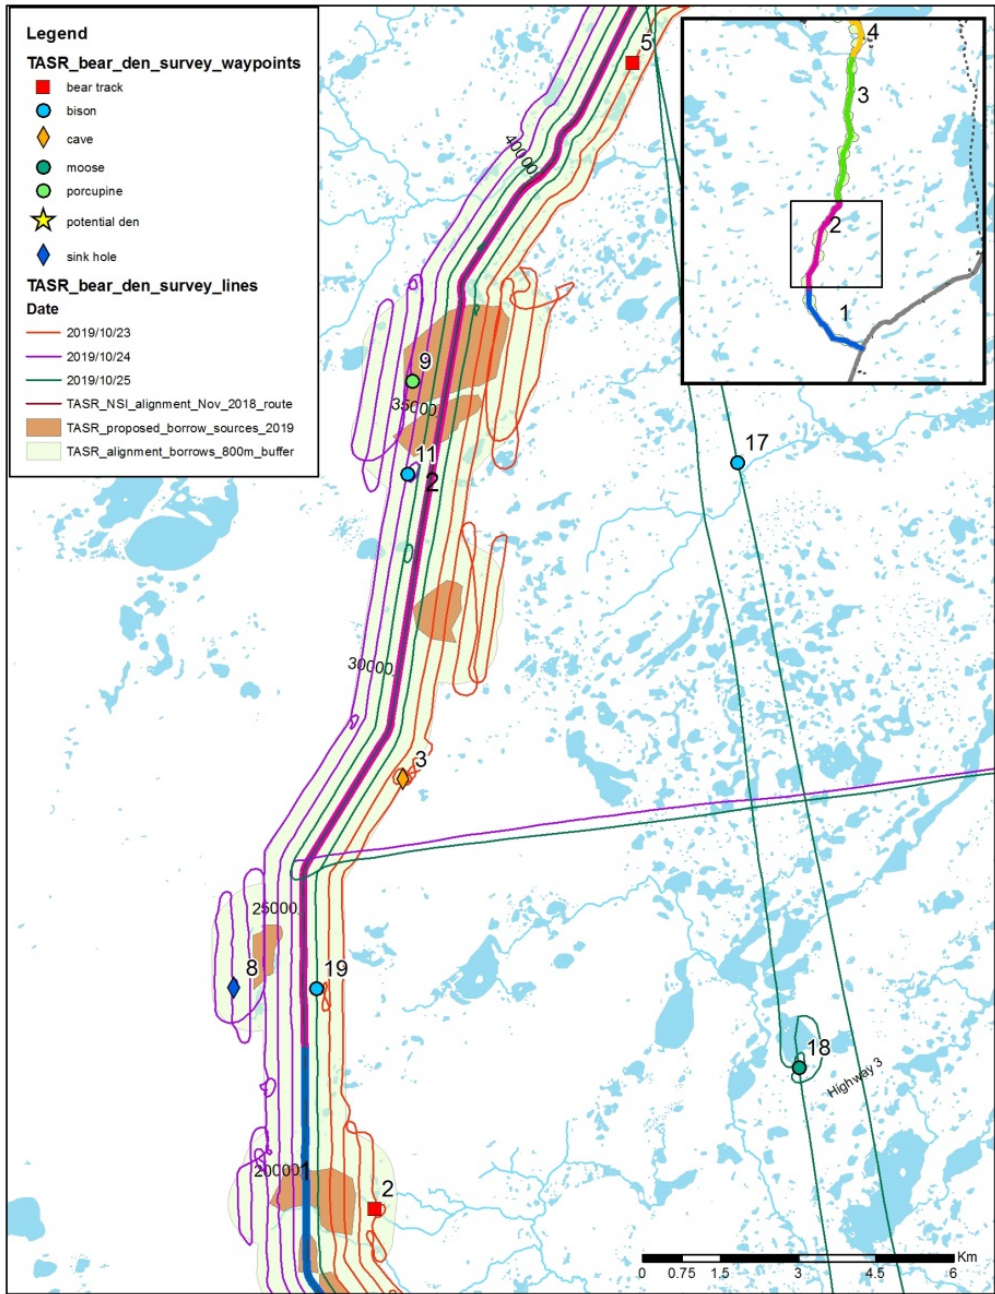 Legend
TASR_bear_den_survey_waypoints
bear track
bison
cave
moose
porcupine
potential den
sink hole
TASR_bear_den_survey_lines
Date
2019/10/23
2019/10/24
2019/10/25
TASR_NSI_alignment_Nov_2018_route
TASR_proposed_borrow_sources_2019
TASR_alignment_borrows_800m_buffer
4
3
2
1
5
40000
9
35000
11
2
17
30000
3
25000
8
19
18
Highway 3
20000
1
2
Km
0 0.75 1.5 3 4.5 6